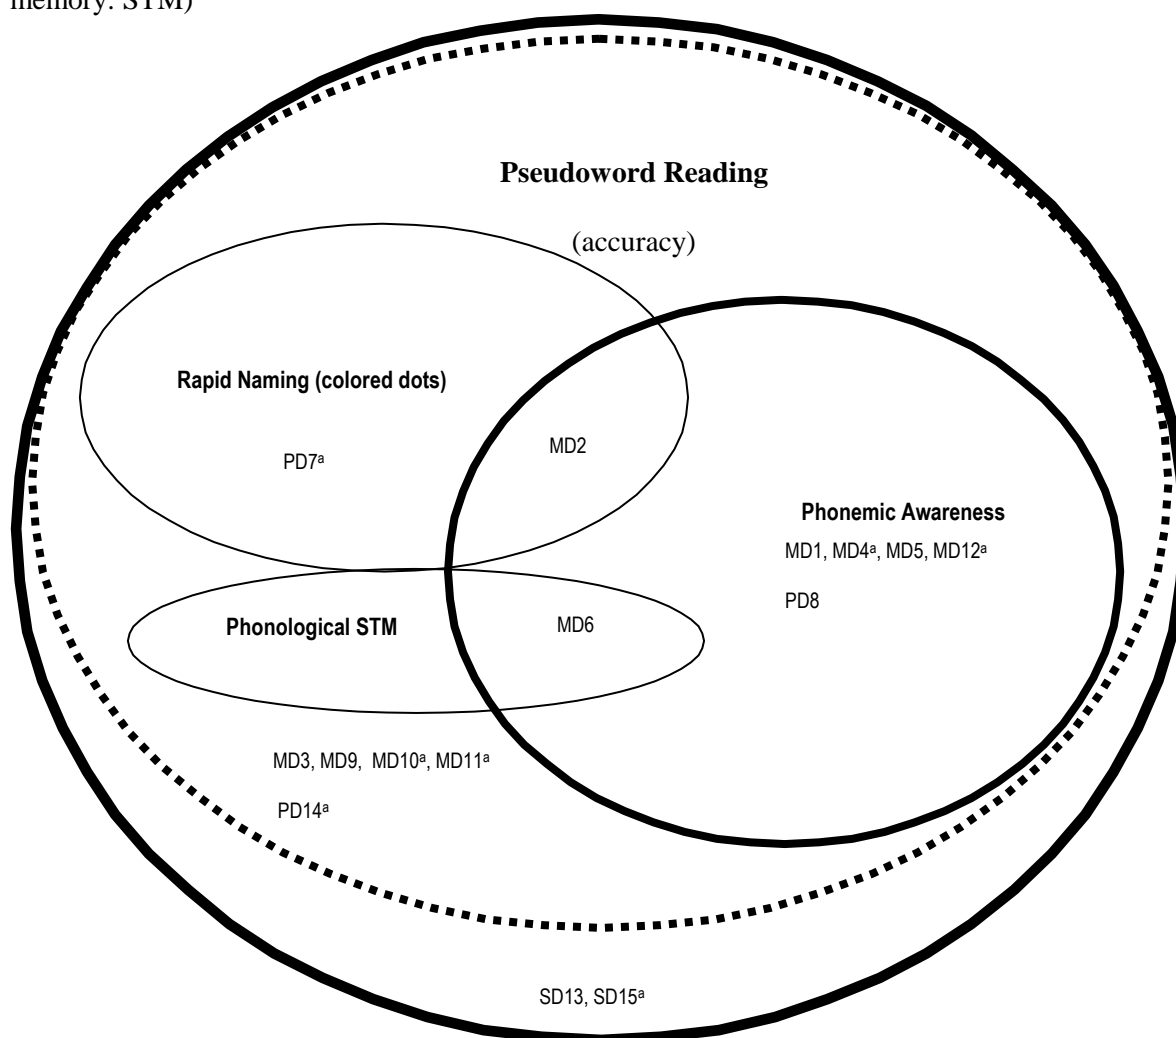 memory: STM)
Pseudoword Reading
(accuracy)
Rapid Naming (colored dots)
PD7ª
MD2
Phonemic Awareness
MD1, MD4ª, MD5, MD12ª
PD8
Phonological STM
MD6
MD3, MD9, MD10ª, MD11ª
PD14ª
SD13, SD15ª